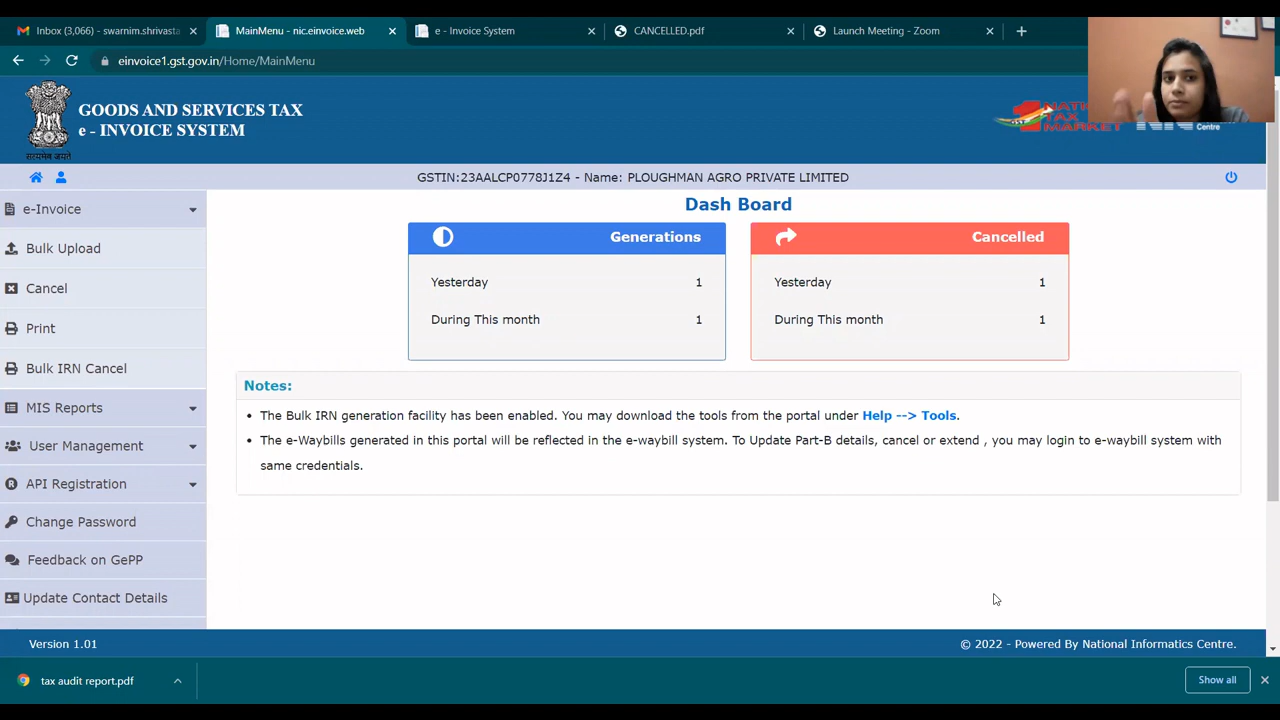 Inbox (3,066) - swarnim.shrivasta
MainMenu - nic.einvoice.web
e - Invoice System
CANCELLED.pdf
Launch Meeting - Zoom
einvoice1.gst.gov.in/Home/MainMenu
सत्यमेव जयते
GOODS AND SERVICES TAX
e - INVOICE SYSTEM
TAX
Centre
GSTIN:23AALCP0778J1Z4 - Name: PLOUGHMAN AGRO PRIVATE LIMITED
e-Invoice
Bulk Upload
Cancel
Print
Bulk IRN Cancel
MIS Reports
User Management
API Registration
Change Password
Feedback on GePP
Update Contact Details
Dash Board
Generations
Yesterday 1
During This month 1
Cancelled
Yesterday 1
During This month 1
Notes:
• The Bulk IRN generation facility has been enabled. You may download the tools from the portal under Help --> Tools.
• The e-Waybills generated in this portal will be reflected in the e-waybill system. To Update Part-B details, cancel or extend , you may login to e-waybill system with
same credentials.
Version 1.01
© 2022 - Powered By National Informatics Centre.
tax audit report.pdf
Show all